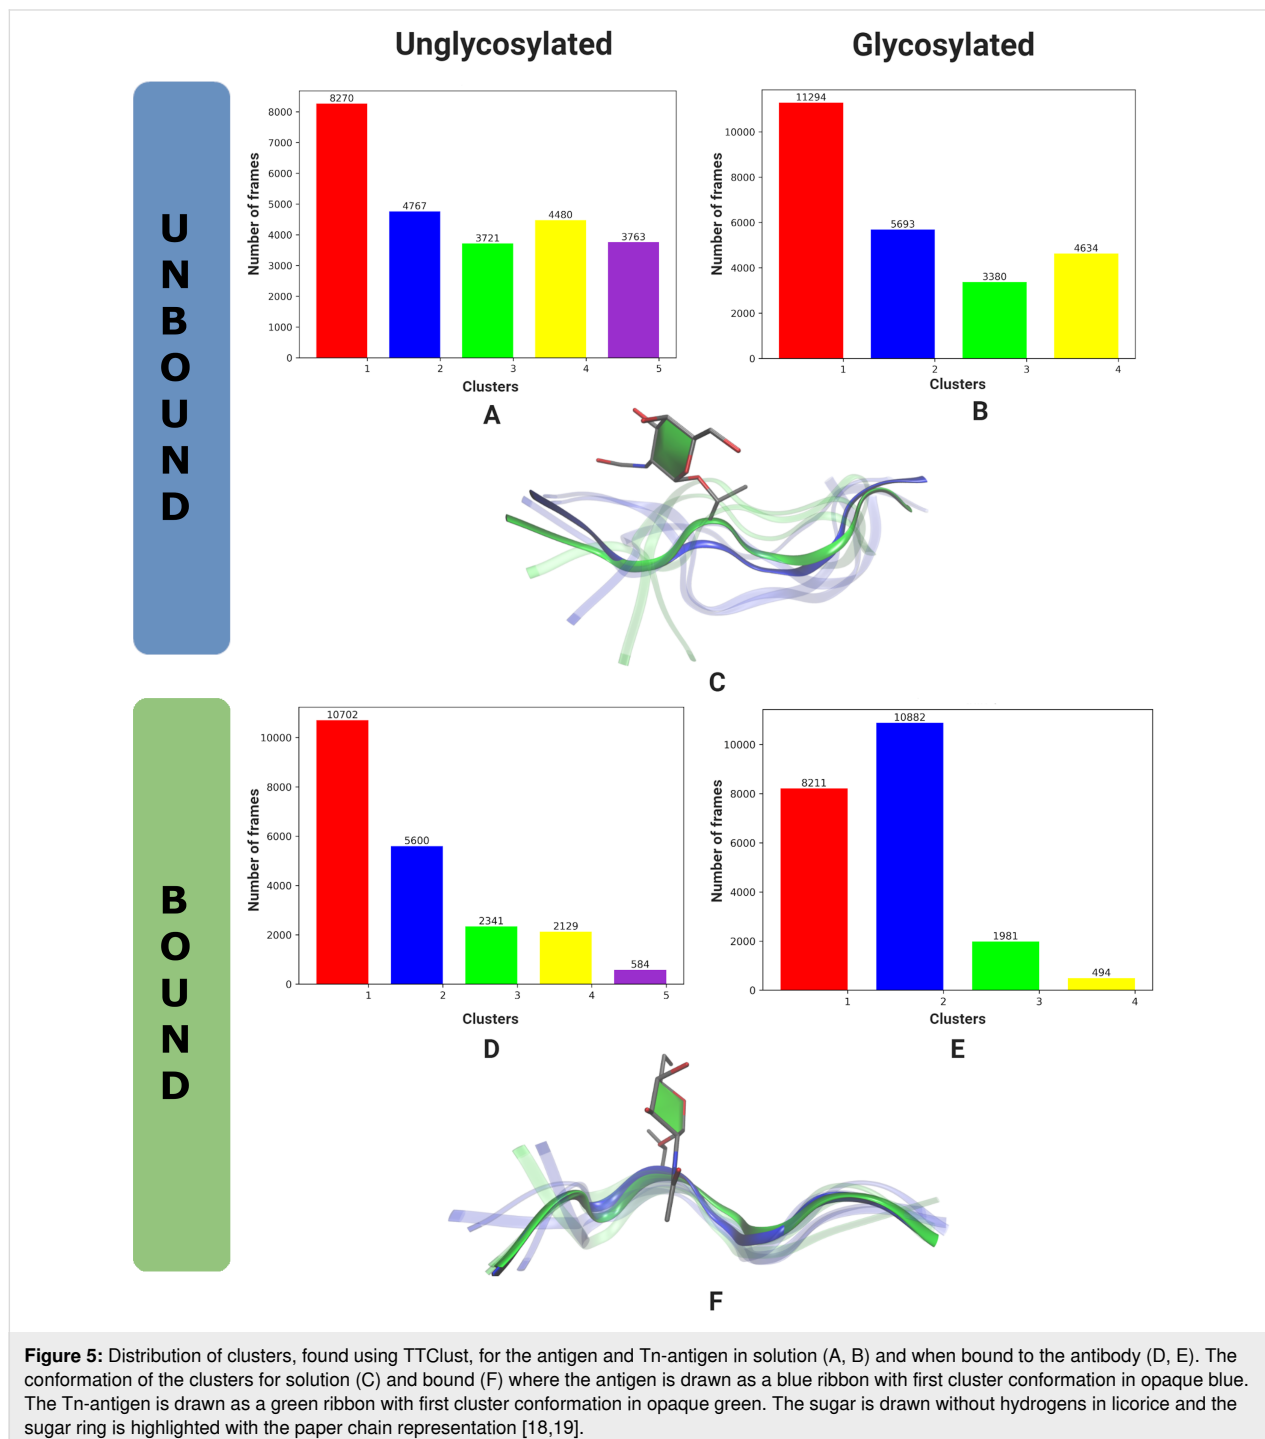 Unglycosylated
Glycosylated
U
N
B
O
U
N
D
Number of frames
8000
7000
6000
5000
4000
3000
2000
1000
0
8270
4767
3721
4480
3763
1 2 3 4 5
Clusters
A
Number of frames
10000
8000
6000
4000
2000
0
11294
5693
3380
4634
1 2 3 4
Clusters
B
C
B
O
U
N
D
Number of frames
10000
8000
6000
4000
2000
0
10702
5600
2341
2129
584
1 2 3 4 5
Clusters
D
Number of frames
10000
8000
6000
4000
2000
0
8211
10882
1981
494
1 2 3 4
Clusters
E
F
Figure 5: Distribution of clusters, found using TTClust, for the antigen and Tn-antigen in solution (A, B) and when bound to the antibody (D, E). The
conformation of the clusters for solution (C) and bound (F) where the antigen is drawn as a blue ribbon with first cluster conformation in opaque blue.
The Tn-antigen is drawn as a green ribbon with first cluster conformation in opaque green. The sugar is drawn without hydrogens in licorice and the
sugar ring is highlighted with the paper chain representation [18,19].